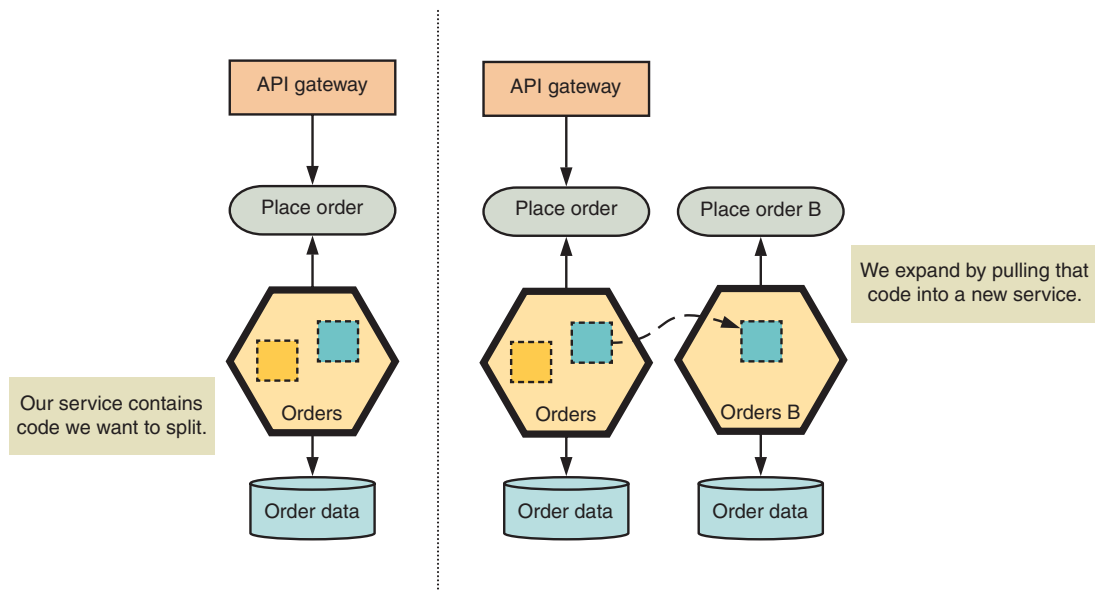 API gateway
Place order
Our service contains
code we want to split.
Orders
Order data
API gateway
Place order
Place order B
We expand by pulling that
code into a new service.
Orders
Orders B
Order data
Order data